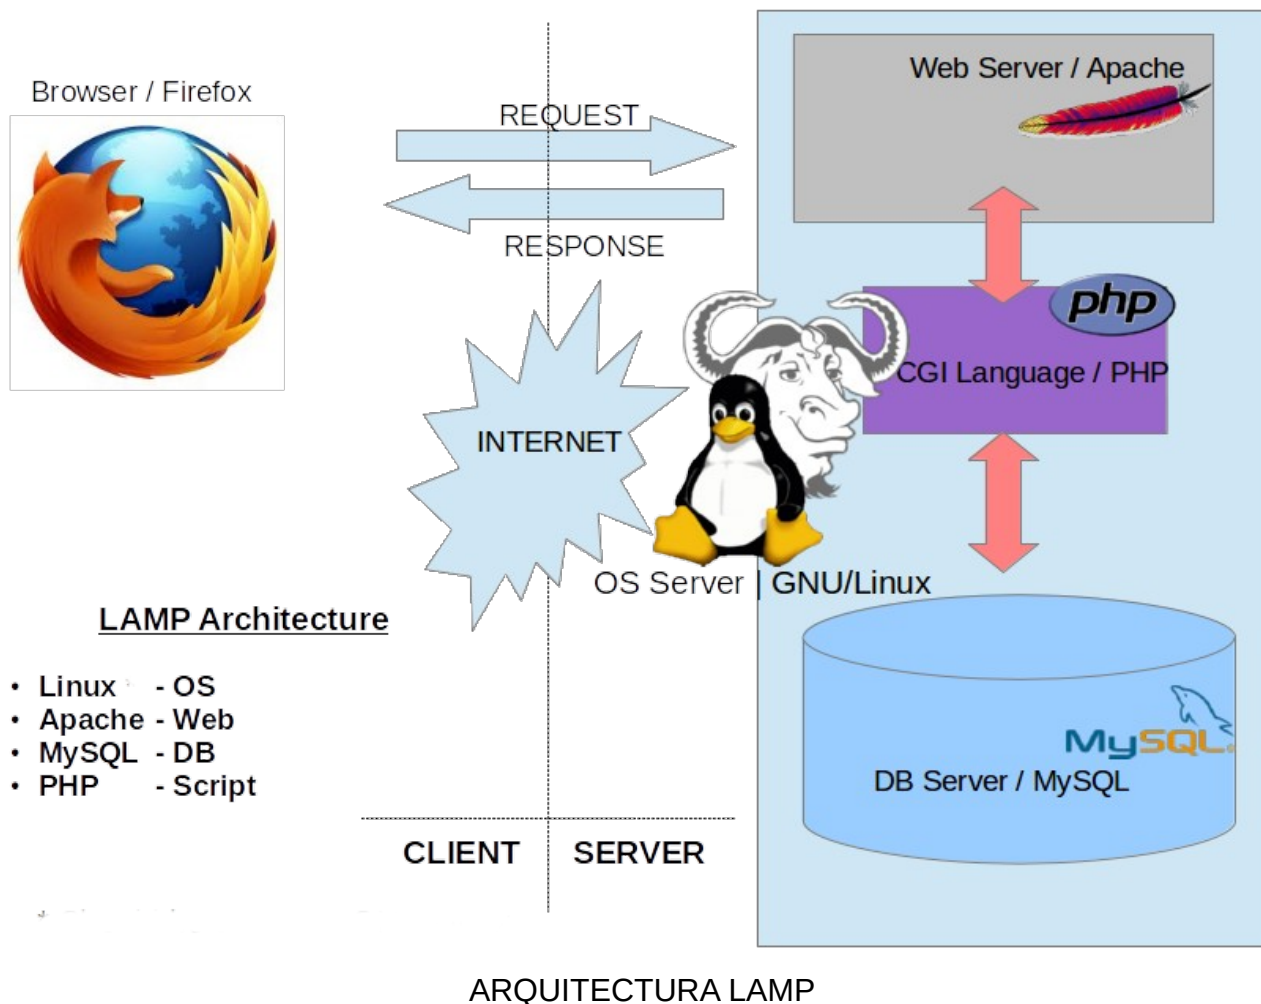 Browser / Firefox
REQUEST
RESPONSE
INTERNET
Web Server / Apache
php
CGI Language / PHP
OS Server | GNU/Linux
MySQL
DB Server / MySQL
LAMP Architecture
• Linux - OS
• Apache - Web
• MySQL - DB
• PHP - Script
CLIENT
SERVER
ARQUITECTURA LAMP